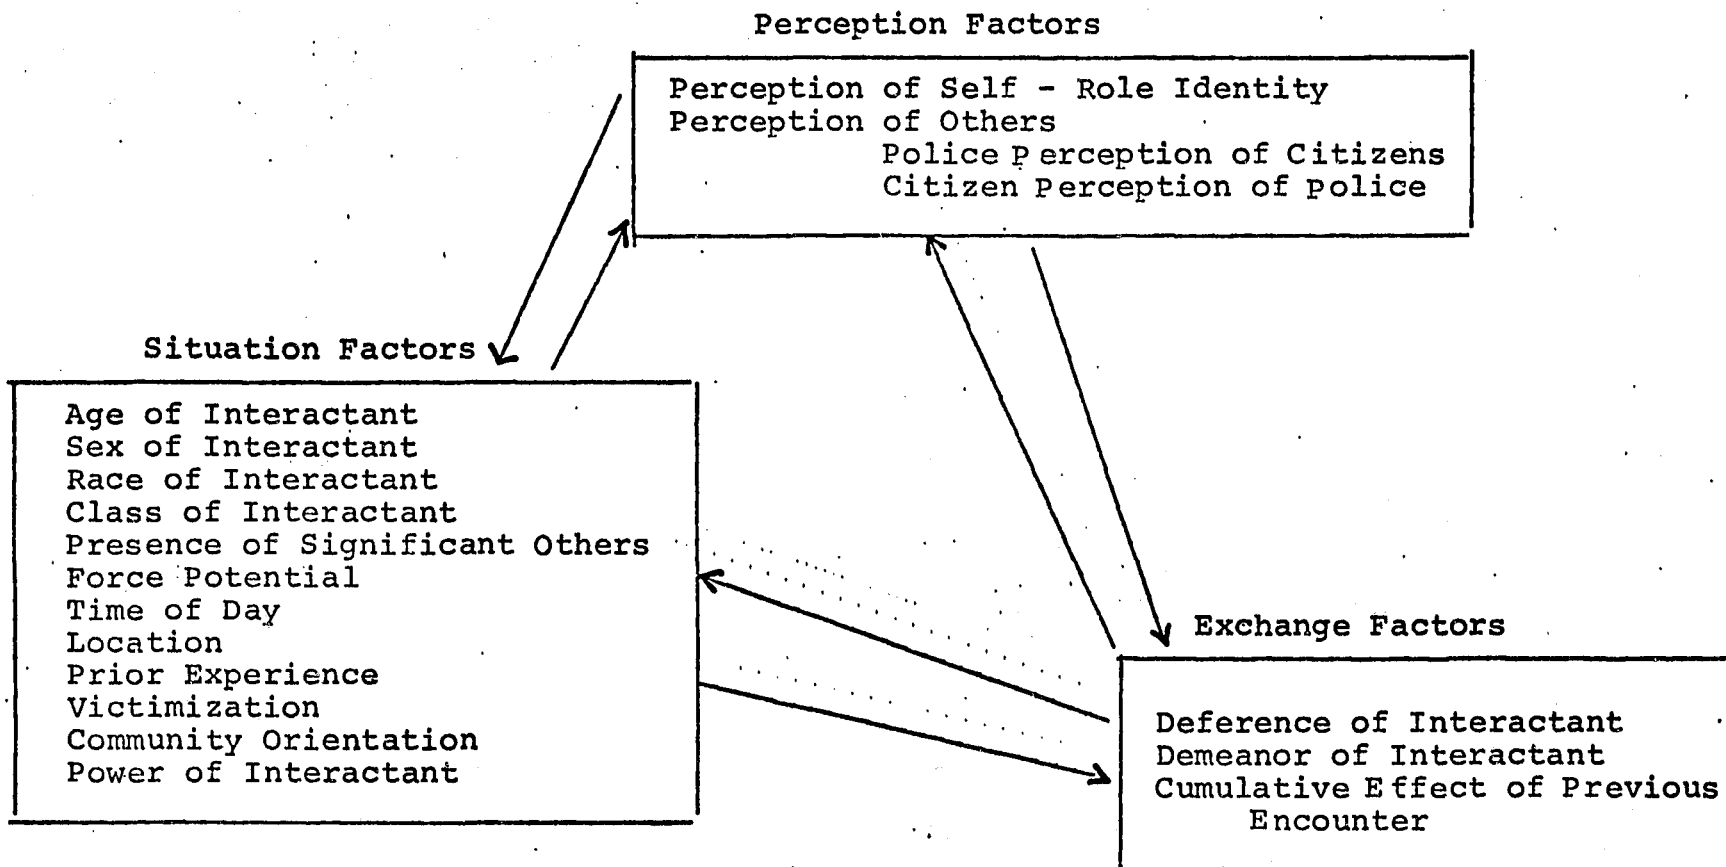 Perception Factors
Perception of Self - Role Identity
Perception of Others
Police Perception of Citizens
Citizen Perception of Police
Situation Factors
Age of Interactant
Sex of Interactant
Race of Interactant
Class of Interactant
Presence of Significant Others
Force Potential
Time of Day
Location
Prior Experience
Victimization
Community Orientation
Power of Interactant
Exchange Factors
Deference of Interactant
Demeanor of Interactant
Cumulative Effect of Previous
Encounter